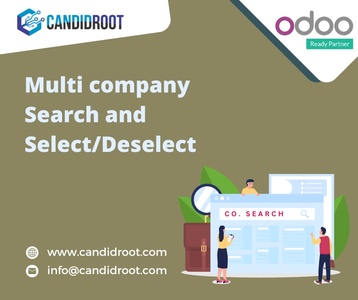 CANDIDROOT
odoo
Ready Partner
Multi company
Search and
Select/Deselect
CO. SEARCH
www.candidroot.com
info@candidroot.com